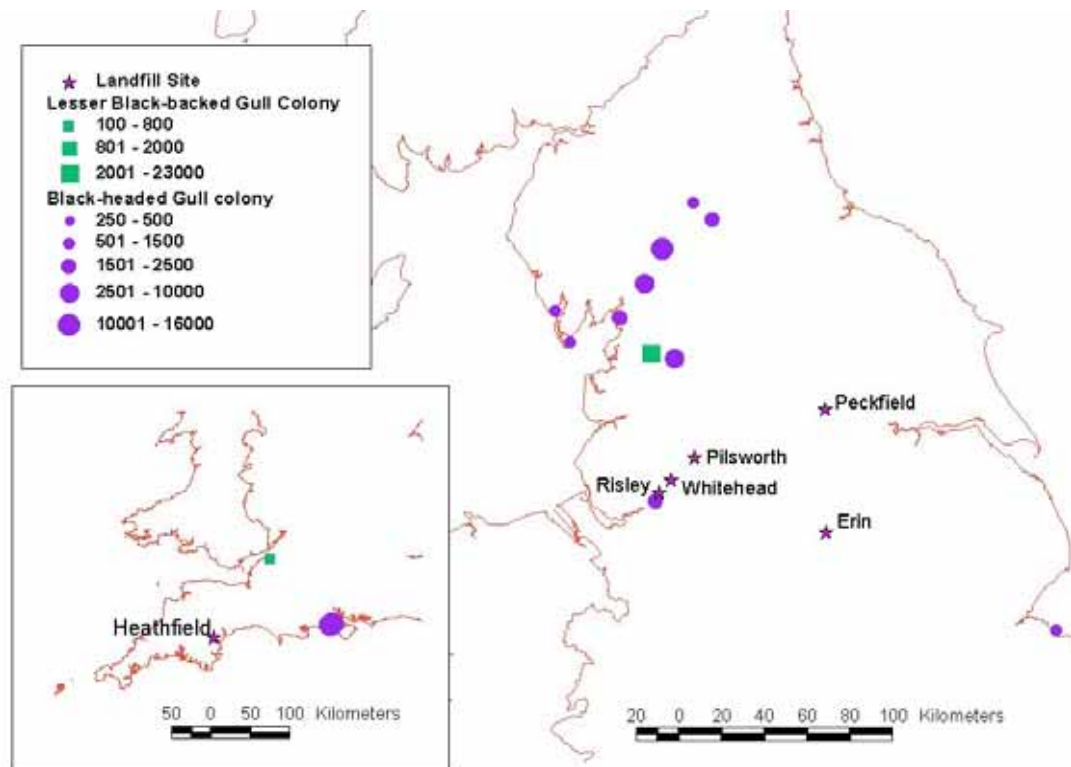 Landfill Site
Lesser Black-backed Gull Colony
100 - 800
801 - 2000
2001 - 23000
Black-headed Gull colony
250 - 500
501 - 1500
1501 - 2500
2501 - 10000
10001 - 16000
Peckfield
Pilsworth
Risley
Whitehead
Erin
Heathfield
50 0 50 100 Kilometers
20 0 20 40 60 80 100 Kilometers